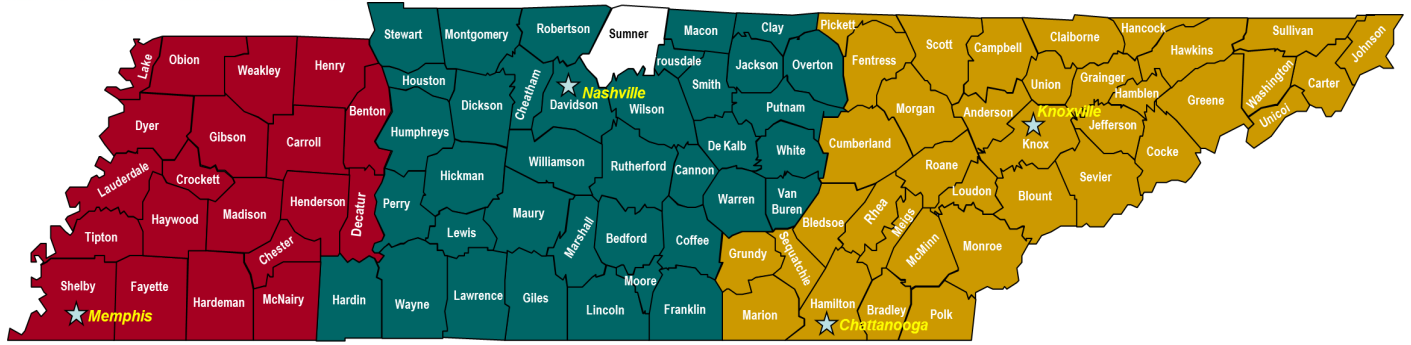 Lake
Obion
Weakley
Henry
Benton
Dyer
Gibson
Carroll
Lauderdale
Crockett
Haywood
Madison
Henderson
Decatur
Tipton
Chester
Shelby
Fayette
Hardeman
McNairy
Memphis
Stewart
Montgomery
Robertson
Sumner
Macon
Clay
Houston
Dickson
Cheatham
Davidson
Nashville
Wilson
rousdale
Smith
Jackson
Overton
Putnam
Humphreys
Hickman
Williamson
Rutherford
Cannon
De Kalb
White
Perry
Lewis
Maury
Marshall
Bedford
Coffee
Warren
Van
Buren
Hardin
Wayne
Lawrence
Giles
Lincoln
Moore
Franklin
Pickett
Fentress
Scott
Campbell
Claiborne
Hancock
Hawkins
Sullivan
Johnson
Union
Grainger
Hamblen
Greene
Washington
Carter
Unicoi
Morgan
Anderson
Knoxville
Knox
Jefferson
Cocke
Cumberland
Roane
Loudon
Blount
Sevier
Bledsoe
Rhea
Meigs
McMinn
Monroe
Grundy
Sequatchie
Marion
Hamilton
Chattanooga
Bradley
Polk